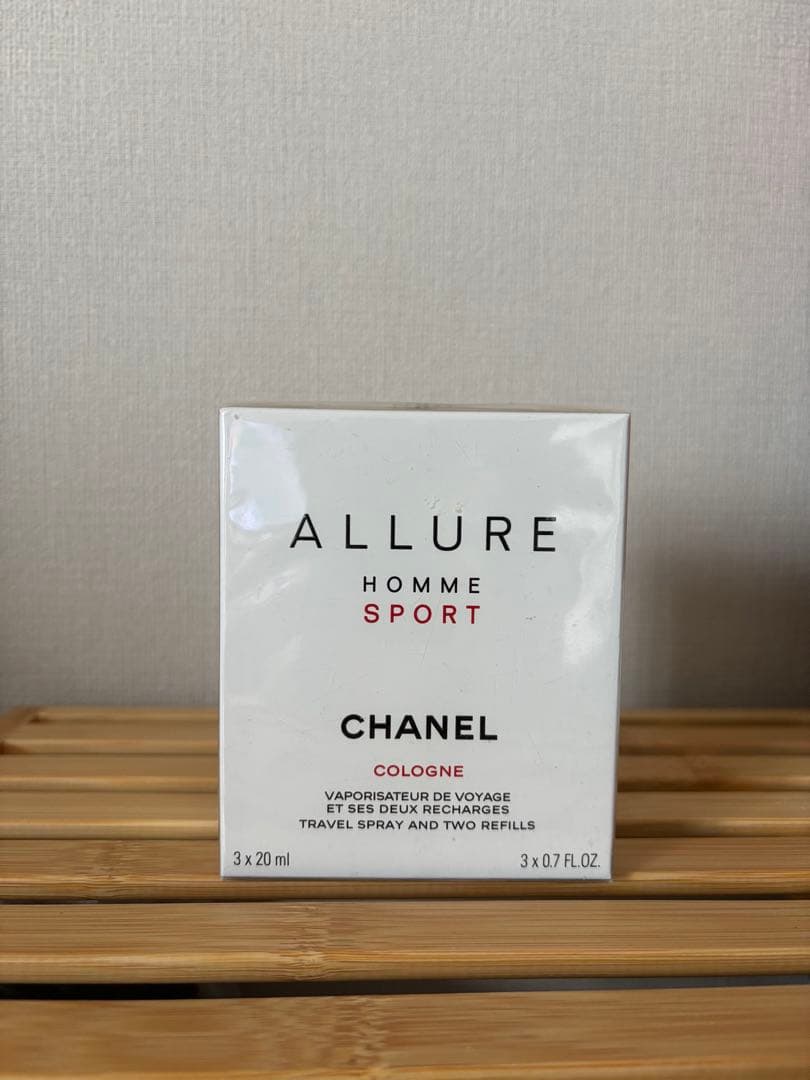 ALLURE
HOMME
SPORT
CHANEL
COLOGNE
VAPORISATEUR DE VOYAGE
ET SES DEUX RECHARGES
TRAVEL SPRAY AND TWO REFILLS
3 x 20 ml 3 x 0.7 FL.OZ.